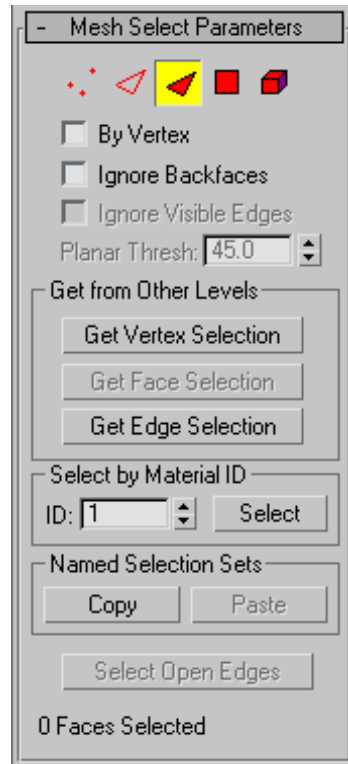 - Mesh Select Parameters
By Vertex
Ignore Backfaces
Ignore Visible Edges
Planar Thresh: 45.0
Get from Other Levels
Get Vertex Selection
Get Face Selection
Get Edge Selection
Select by Material ID
ID: 1 Select
Named Selection Sets
Copy Paste
Select Open Edges
0 Faces Selected